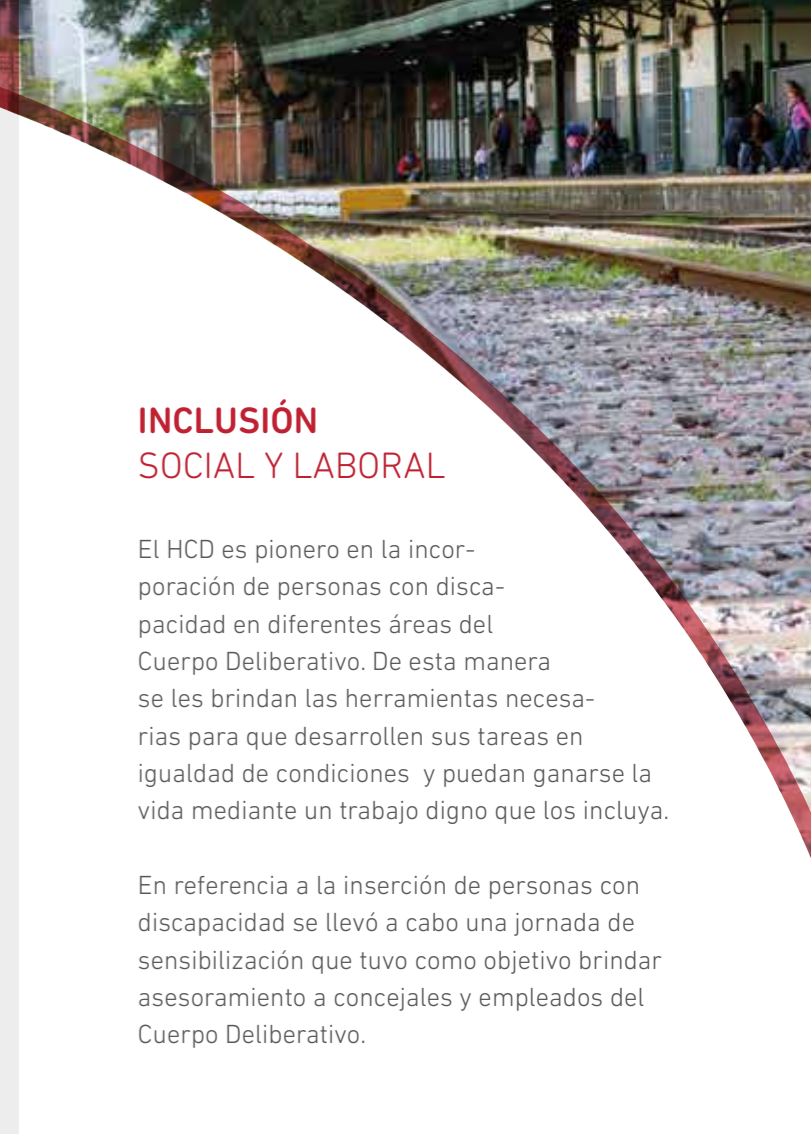 INCLUSIÓN
SOCIAL Y LABORAL
El HCD es pionero en la incor-
poración de personas con disca-
pacidad en diferentes áreas del
Cuerpo Deliberativo. De esta manera
se les brindan las herramientas necesa-
rias para que desarrollen sus tareas en
igualdad de condiciones  y puedan ganarse la
vida mediante un trabajo digno que los incluya.
En referencia a la inserción de personas con
discapacidad se llevó a cabo una jornada de
sensibilización que tuvo como objetivo brindar
asesoramiento a concejales y empleados del
Cuerpo Deliberativo.